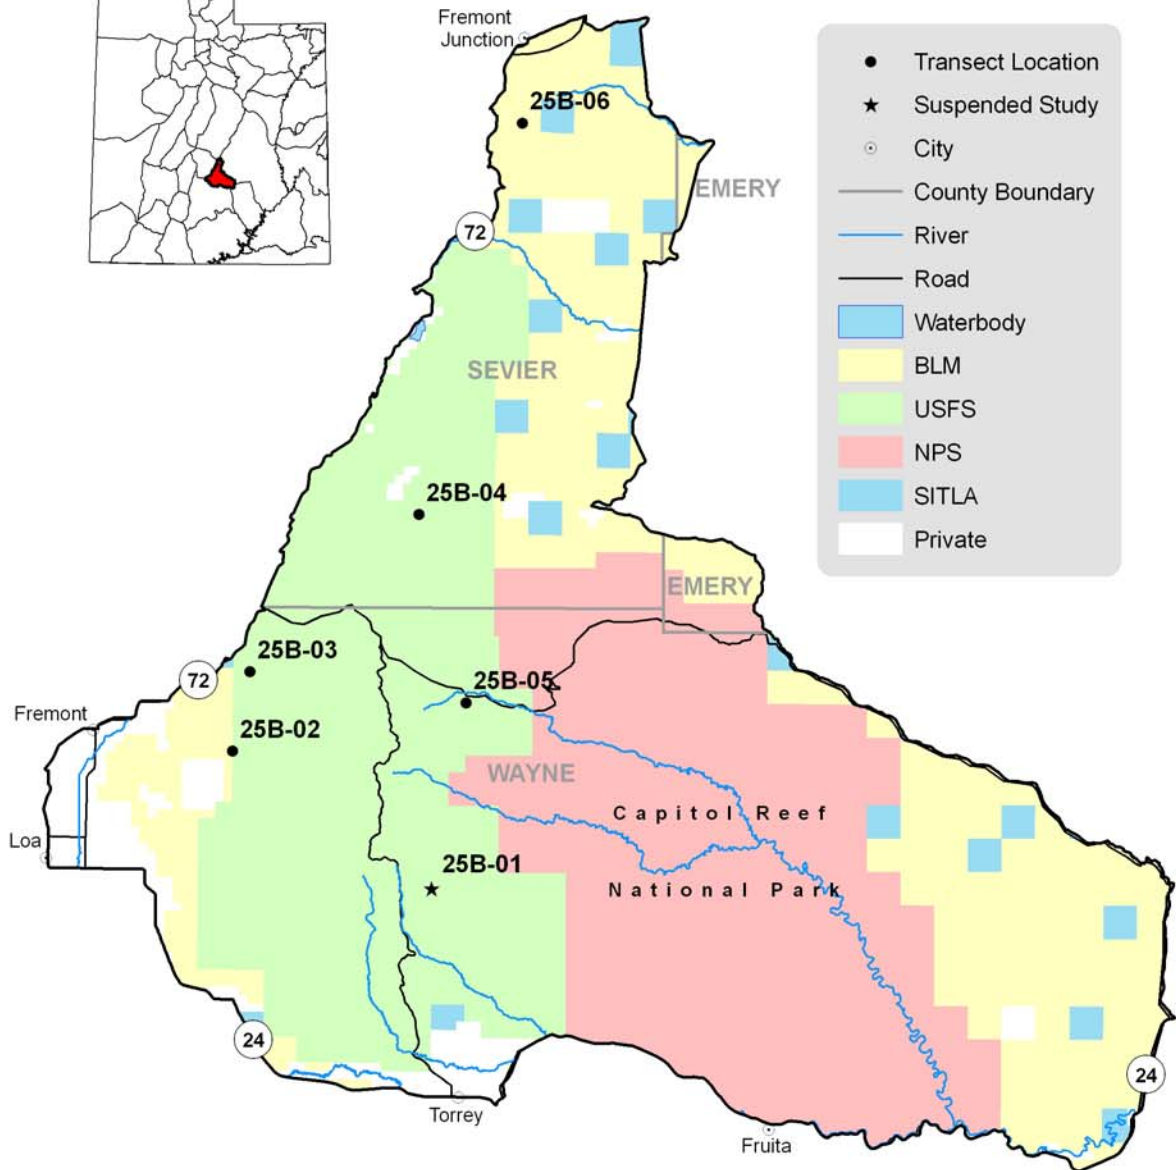 Fremont
Junction
25B-06
EMERY
72
SEVIER
25B-04
EMERY
25B-03
72
25B-05
Fremont
25B-02
WAYNE
Capitol Reef
Loa
25B-01
National Park
24
24
Torrey
Fruita
Transect Location
Suspended Study
City
County Boundary
River
Road
Waterbody
BLM
USFS
NPS
SITLA
Private